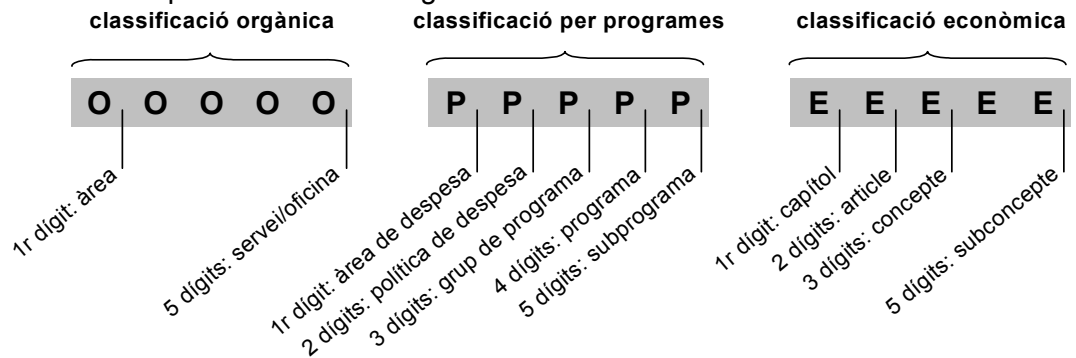 classificació orgànica
classificació per programes
classificació econòmica
O O O O O
P P P P P
E E E E E
1r dígit: àrea
5 dígits: servei/oficina
1r dígit: àrea de despesa
2 dígits: política de despesa
3 dígits: grup de programa
4 dígits: programa
5 dígits: subprograma
1r dígit: capítol
2 dígits: article
3 dígits: concepte
5 dígits: subconcepte